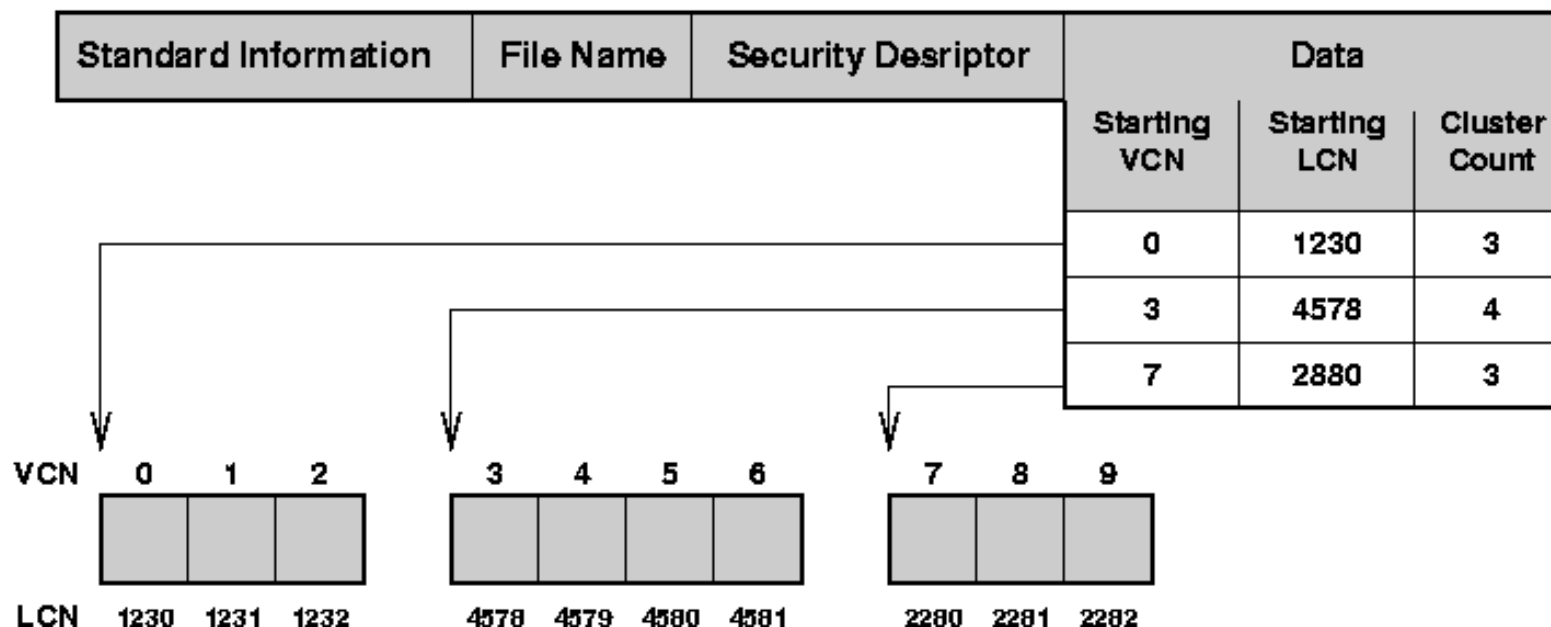 Standard Information File Name Security Desriptor Data
Starting VCN Starting LCN Cluster Count
0 1230 3
3 4578 4
7 2880 3
VCN 0 1 2 3 4 5 6 7 8 9
LCN 1230 1231 1232 4578 4579 4580 4581 2280 2281 2282